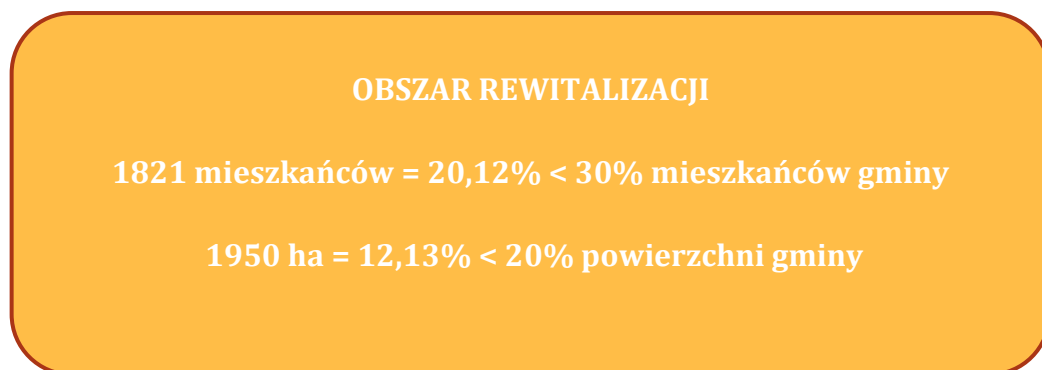 OBSZAR REWITALIZACJI
1821 mieszkańców = 20,12% < 30% mieszkańców gminy
1950 ha = 12,13% < 20% powierzchni gminy